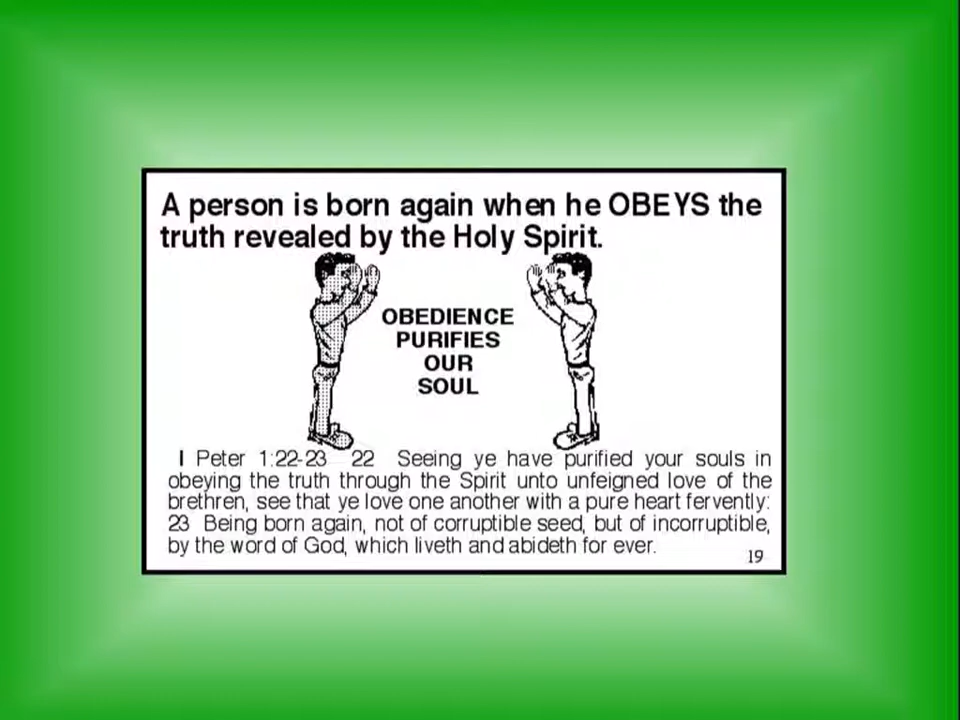 A person is born again when he OBEYS the
truth revealed by the Holy Spirit.
OBEDIENCE
PURIFIES
OUR
SOUL
I Peter 1:22-23 22 Seeing ye have purified your souls in
obeying the truth through the Spirit unto unfeigned love of the
brethren, see that ye love one another with a pure heart fervently:
23 Being born again, not of corruptible seed, but of incorruptible,
by the word of God, which liveth and abideth for ever.
19